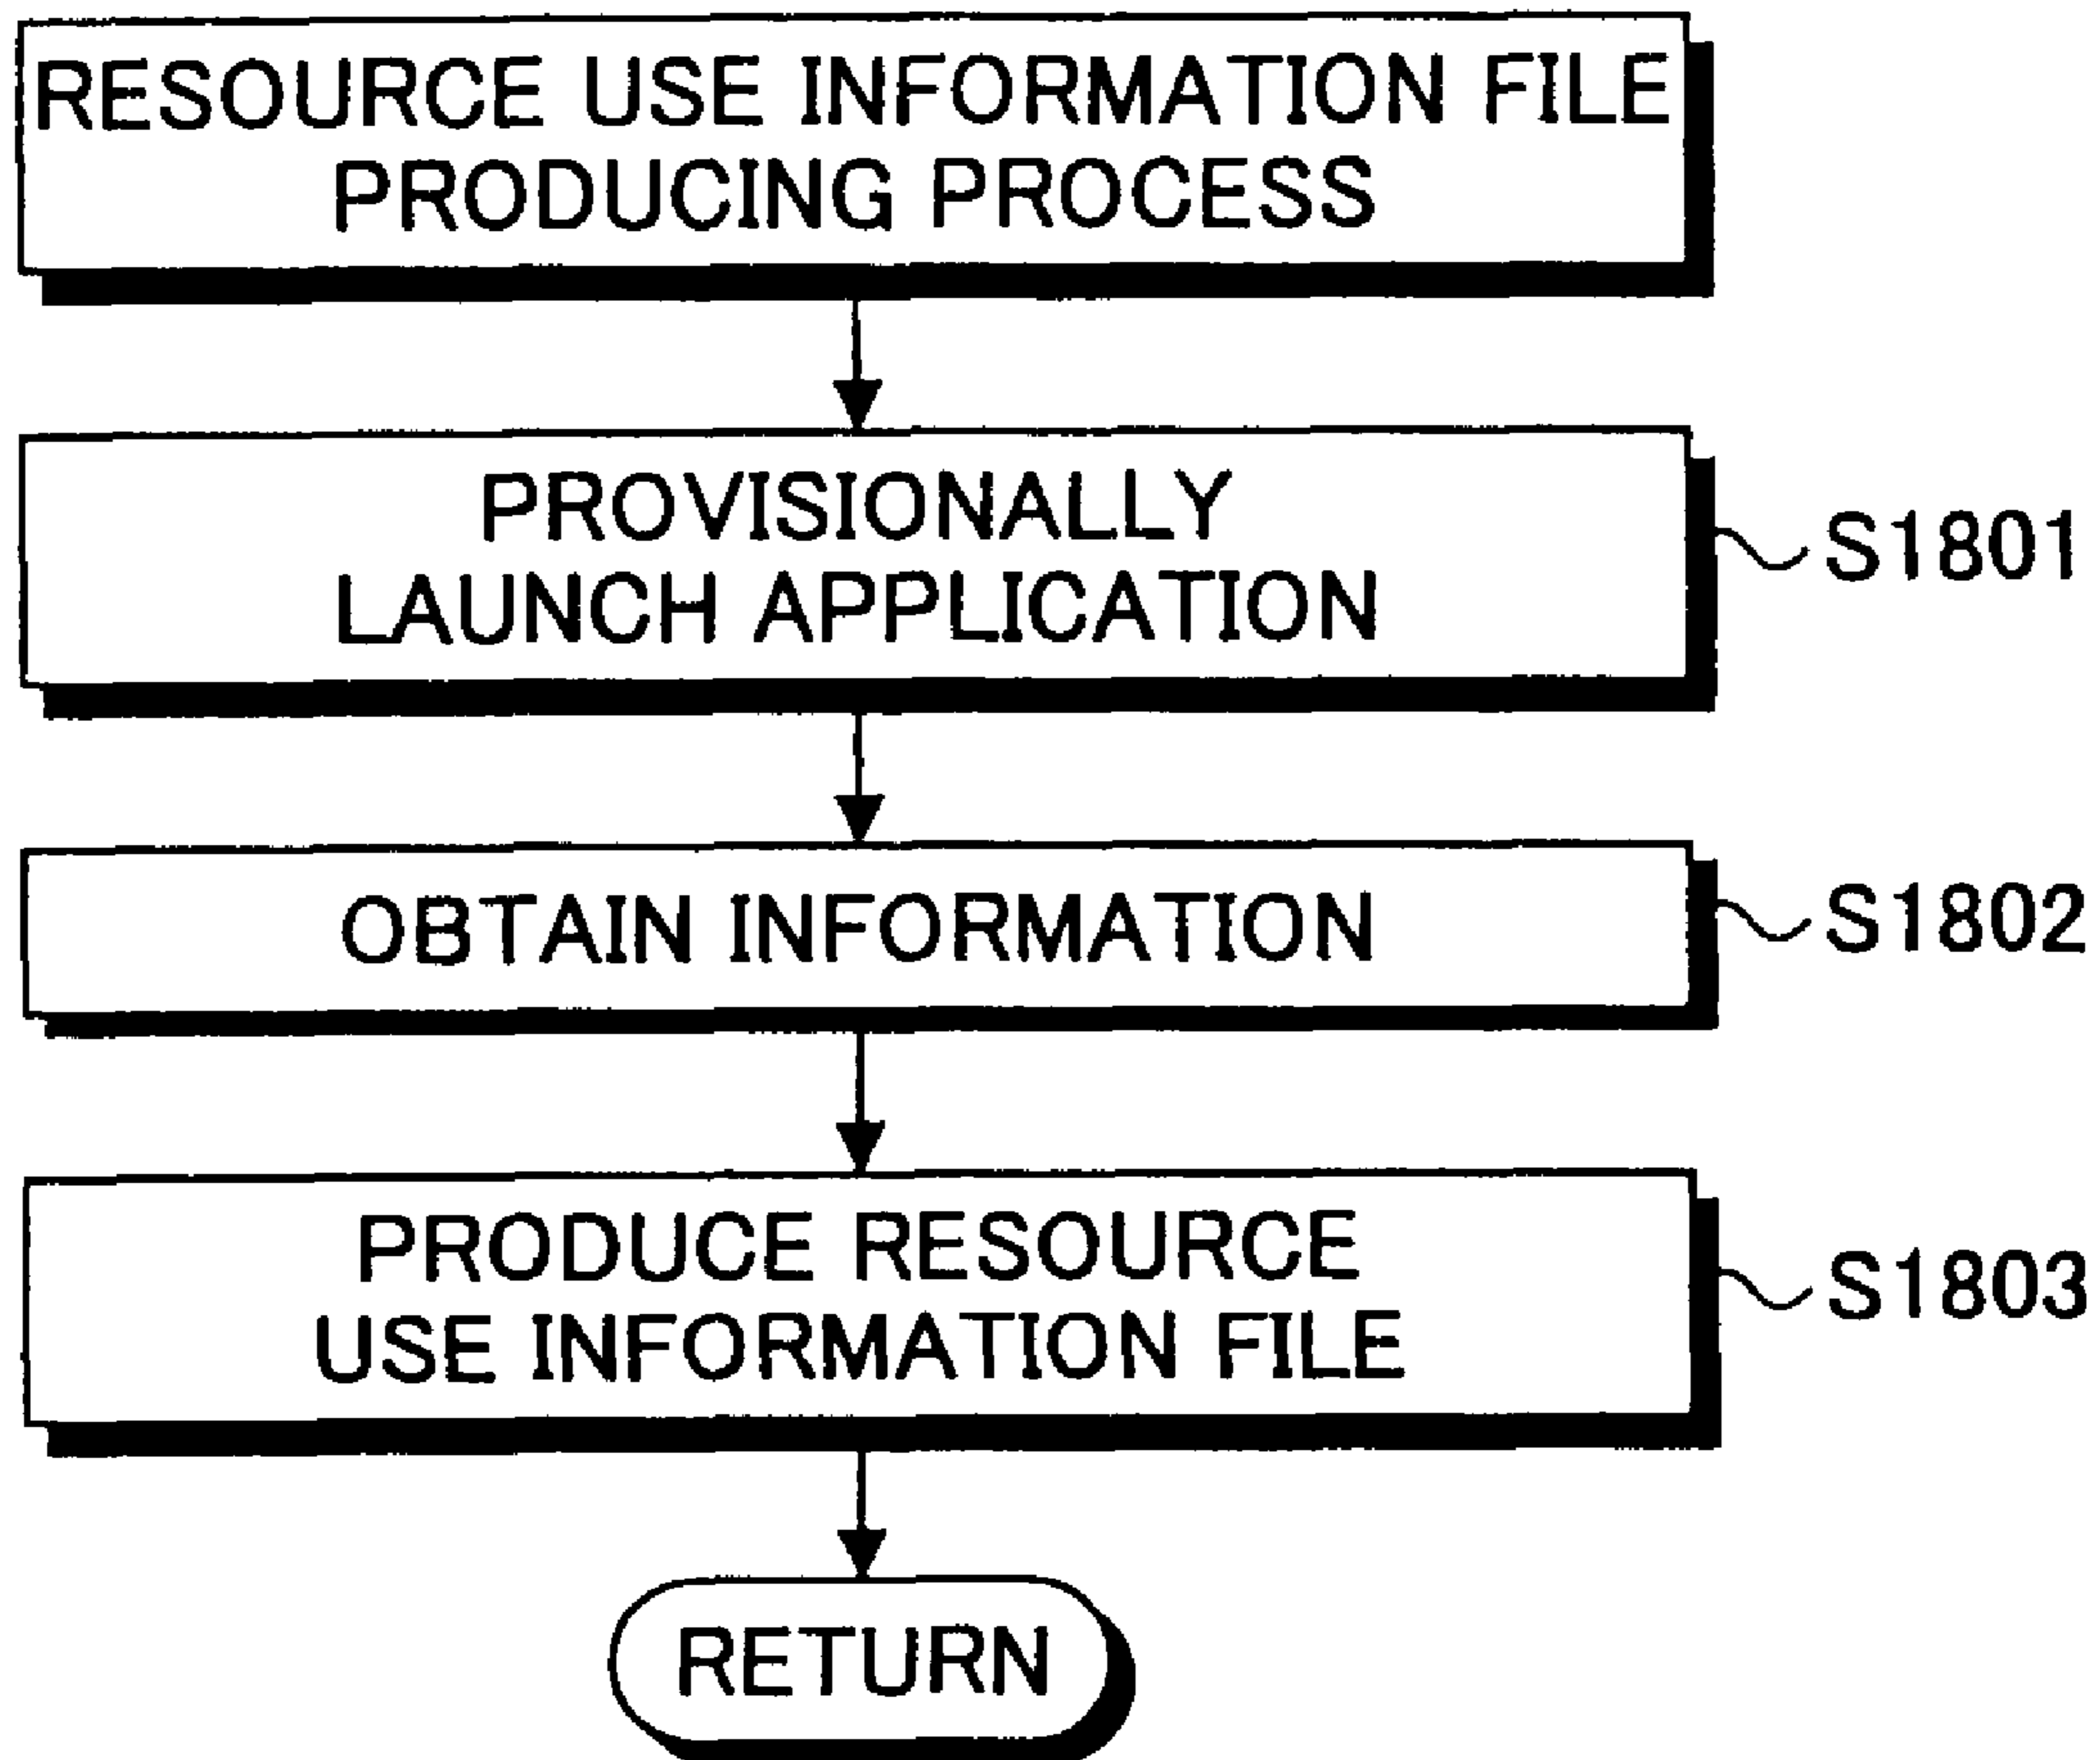 RESOURCE USE INFORMATION FILE
PRODUCING PROCESS
PROVISIONALLY
LAUNCH APPLICATION
S1801
OBTAIN INFORMATION
S1802
PRODUCE RESOURCE
USE INFORMATION FILE
S1803
RETURN